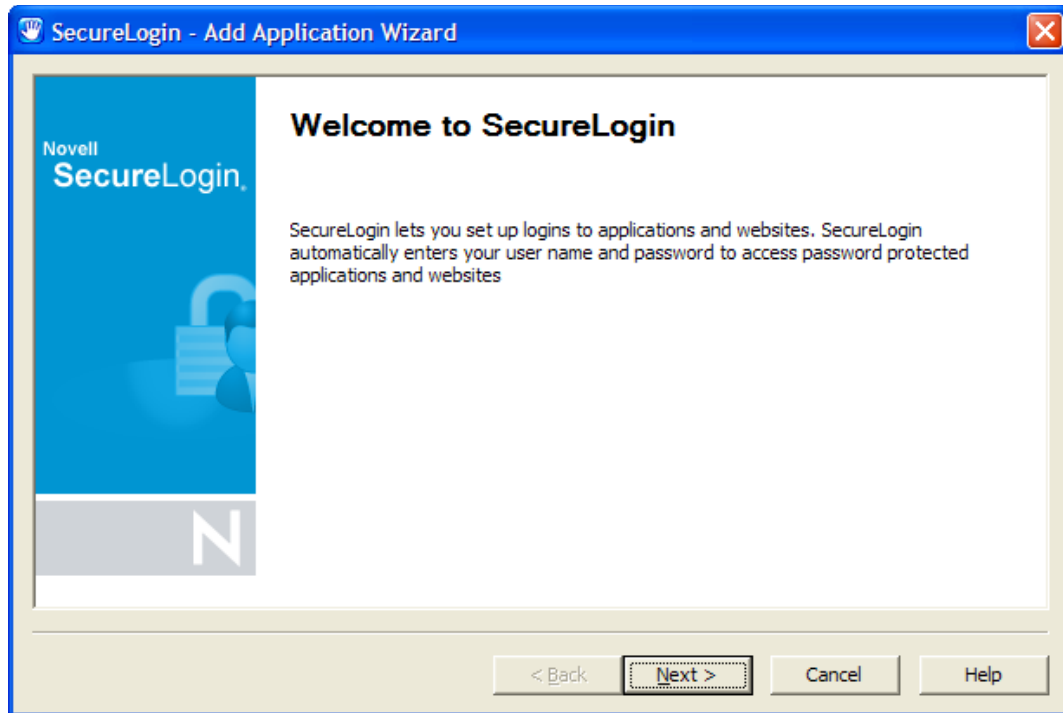 SecureLogin - Add Application Wizard
Novell
SecureLogin®
Welcome to SecureLogin
SecureLogin lets you set up logins to applications and websites. SecureLogin
automatically enters your user name and password to access password protected
applications and websites
N
< Back
Next >
Cancel
Help